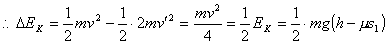 ∴ ΔE_K = 1/2 mv² − 1/2 · 2mv'² = mv²/4 = 1/2 E_K = 1/2 · mg(h − μs₁)